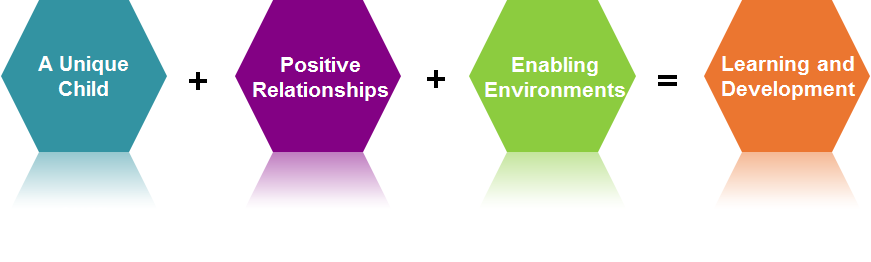 A Unique
Child
+
Positive
Relationships
+
Enabling
Environments
=
Learning and
Development